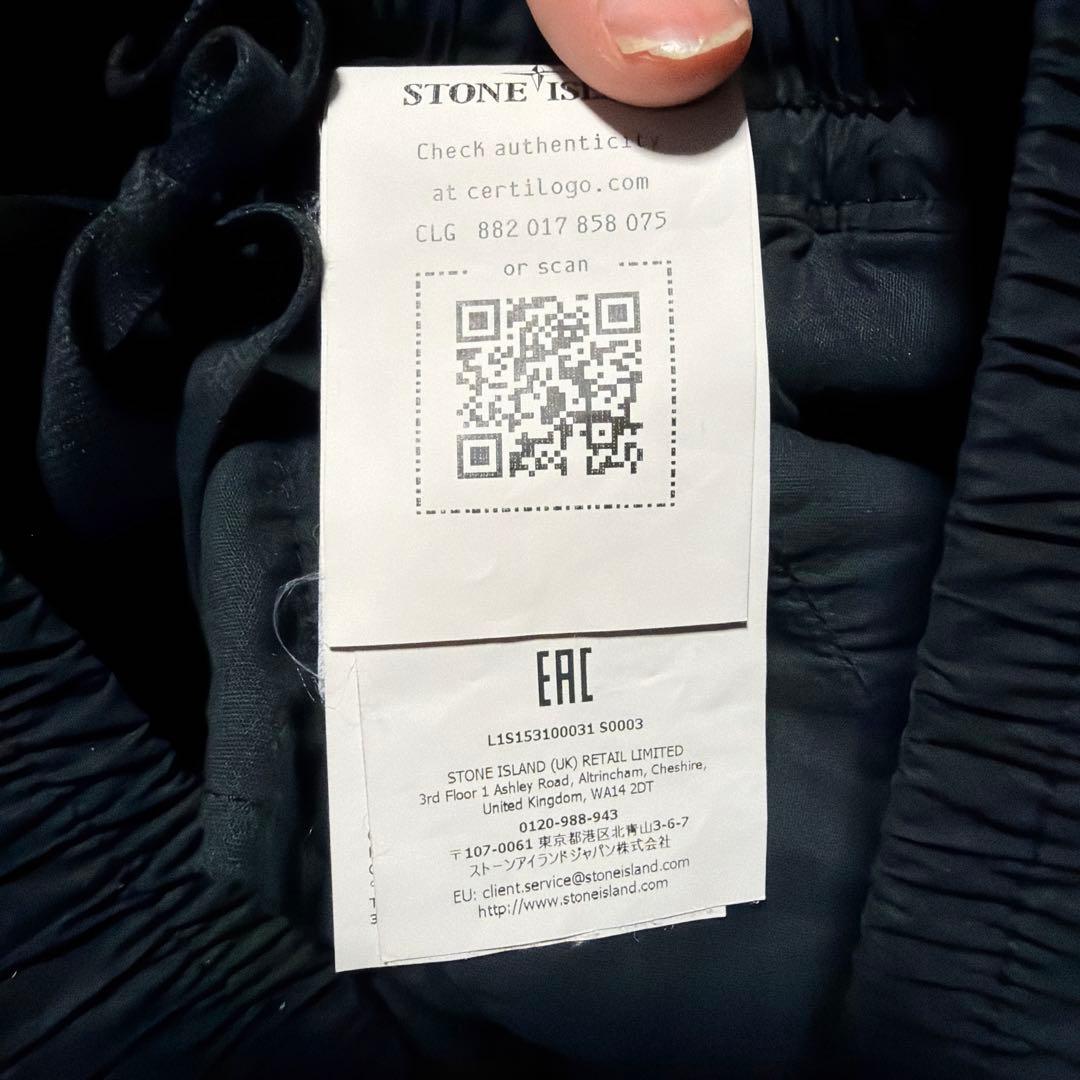 STONE
Check authenticity
at certilogo.com
CLG 882 017 858 075
or scan
EAC
L1S153100031 S0003
STONE ISLAND (UK) RETAIL LIMITED
3rd Floor 1 Ashley Road, Altrincham, Cheshire,
United Kingdom, WA14 2DT
0120-988-943
〒107-0061 東京都港区北青山3-6-7
ストーンアイランドジャパン株式会社
EU: client.service@stoneisland.com
http://www.stoneisland.com